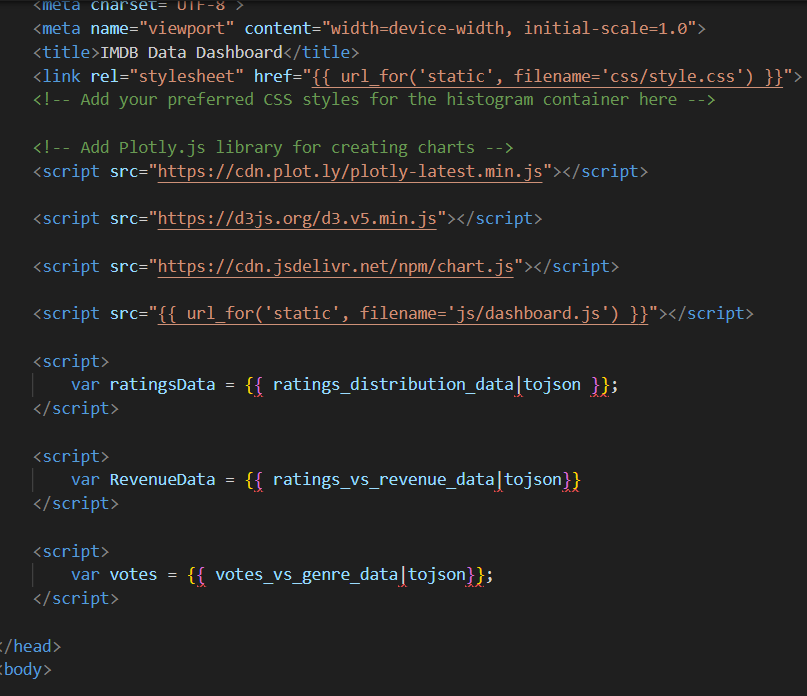 <meta charset="UTF-8">
<meta name="viewport" content="width=device-width, initial-scale=1.0">
<title>IMDB Data Dashboard</title>
<link rel="stylesheet" href="{{ url_for('static', filename='css/style.css') }}">
<!-- Add your preferred CSS styles for the histogram container here -->
<!-- Add Plotly.js library for creating charts -->
<script src="https://cdn.plot.ly/plotly-latest.min.js"></script>
<script src="https://d3js.org/d3.v5.min.js"></script>
<script src="https://cdn.jsdelivr.net/npm/chart.js"></script>
<script src="{{ url_for('static', filename='js/dashboard.js') }}"></script>
<script>
var ratingsData = {{ ratings_distribution_data|tojson }};
</script>
<script>
var RevenueData = {{ ratings_vs_revenue_data|tojson}}
</script>
<script>
var votes = {{ votes_vs_genre_data|tojson}};
</script>
</head>
<body>